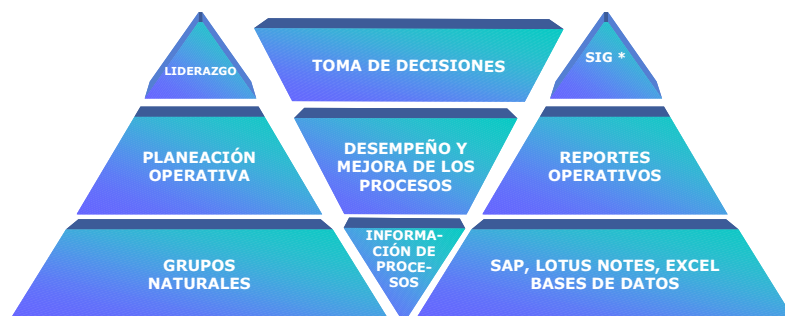 LIDERAZGO
TOMA DE DECISIONES
SIG *
PLANEACIÓN
OPERATIVA
DESEMPEÑO Y
MEJORA DE LOS
PROCESOS
REPORTES
OPERATIVOS
GRUPOS
NATURALES
INFORMA-
CIÓN DE
PROCE-
SOS
SAP, LOTUS NOTES, EXCEL
BASES DE DATOS